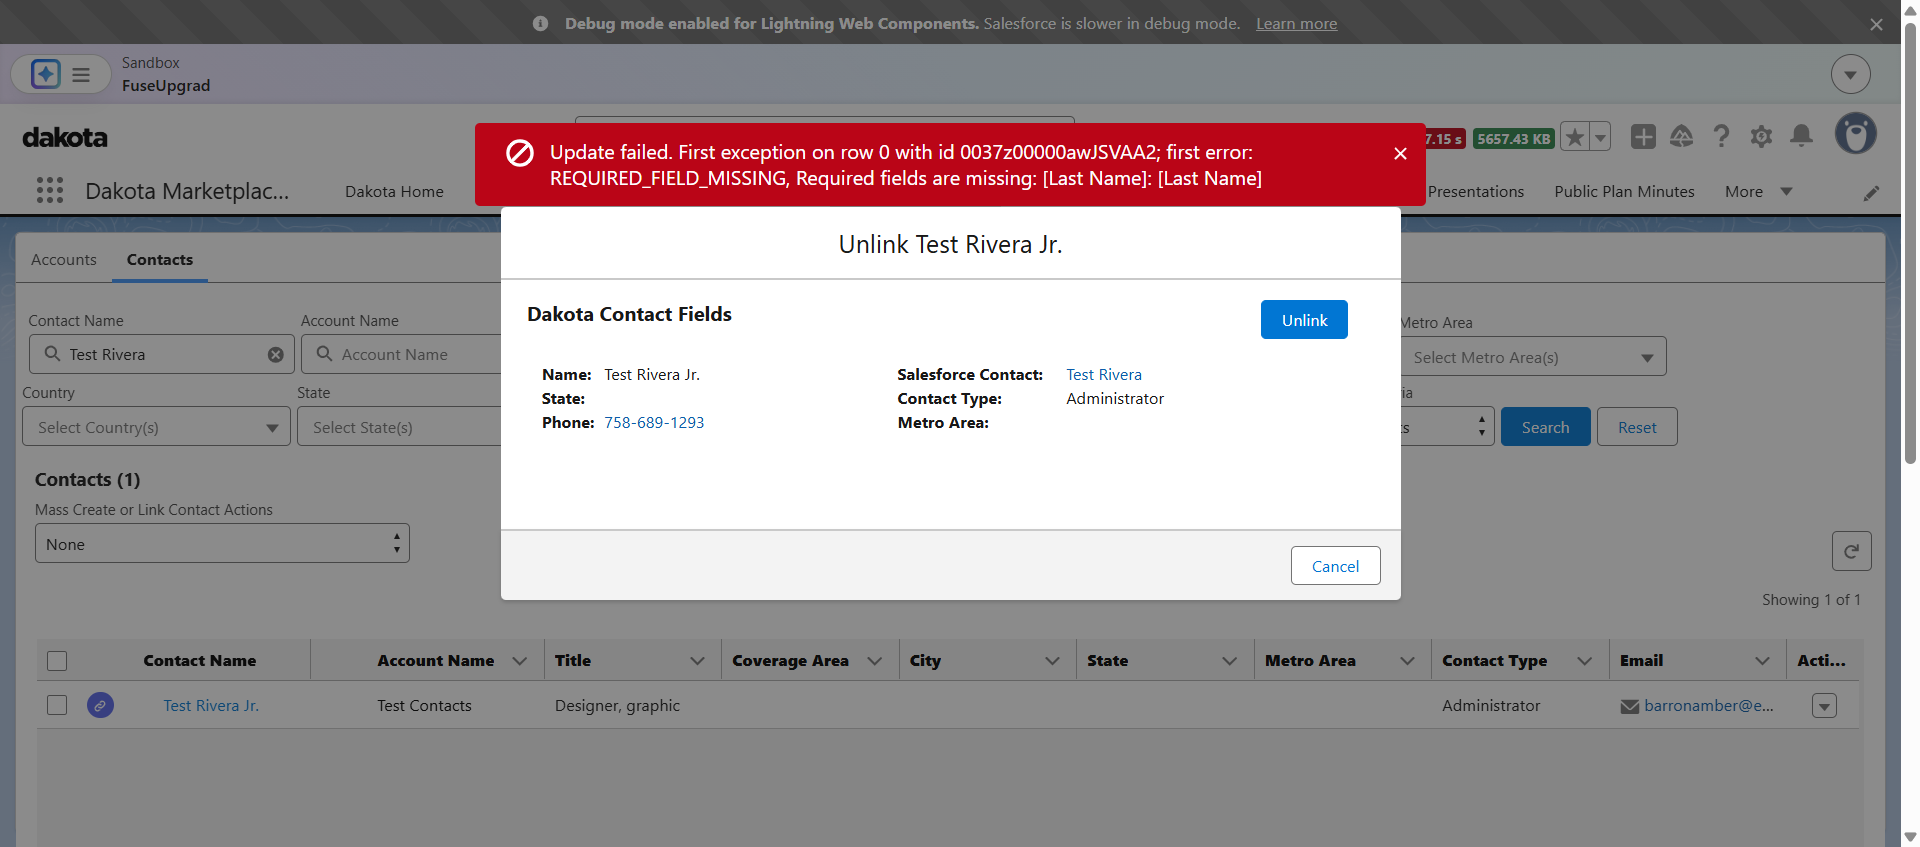 Debug mode enabled for Lightning Web Components. Salesforce is slower in debug mode. Learn more
Sandbox
FuseUpgrad
dakota
7.15 s
5657.43 KB
Update failed. First exception on row 0 with id 0037z00000awJSVAA2; first error:
REQUIRED_FIELD_MISSING, Required fields are missing: [Last Name]: [Last Name]
Dakota Marketplac...
Dakota Home
Presentations
Public Plan Minutes
More
Unlink Test Rivera Jr.
Accounts
Contacts
Dakota Contact Fields
Unlink
Contact Name
Account Name
Metro Area
Test Rivera
Account Name
Select Metro Area(s)
Name: Test Rivera Jr.
Salesforce Contact: Test Rivera
State:
Contact Type: Administrator
Phone: 758-689-1293
Metro Area:
Country
State
ia
Select Country(s)
Select State(s)
s
Search
Reset
Contacts (1)
Mass Create or Link Contact Actions
None
Cancel
Showing 1 of 1
Contact Name
Account Name
Title
Coverage Area
City
State
Metro Area
Contact Type
Email
Acti...
Test Rivera Jr.
Test Contacts
Designer, graphic
Administrator
barronamber@e...